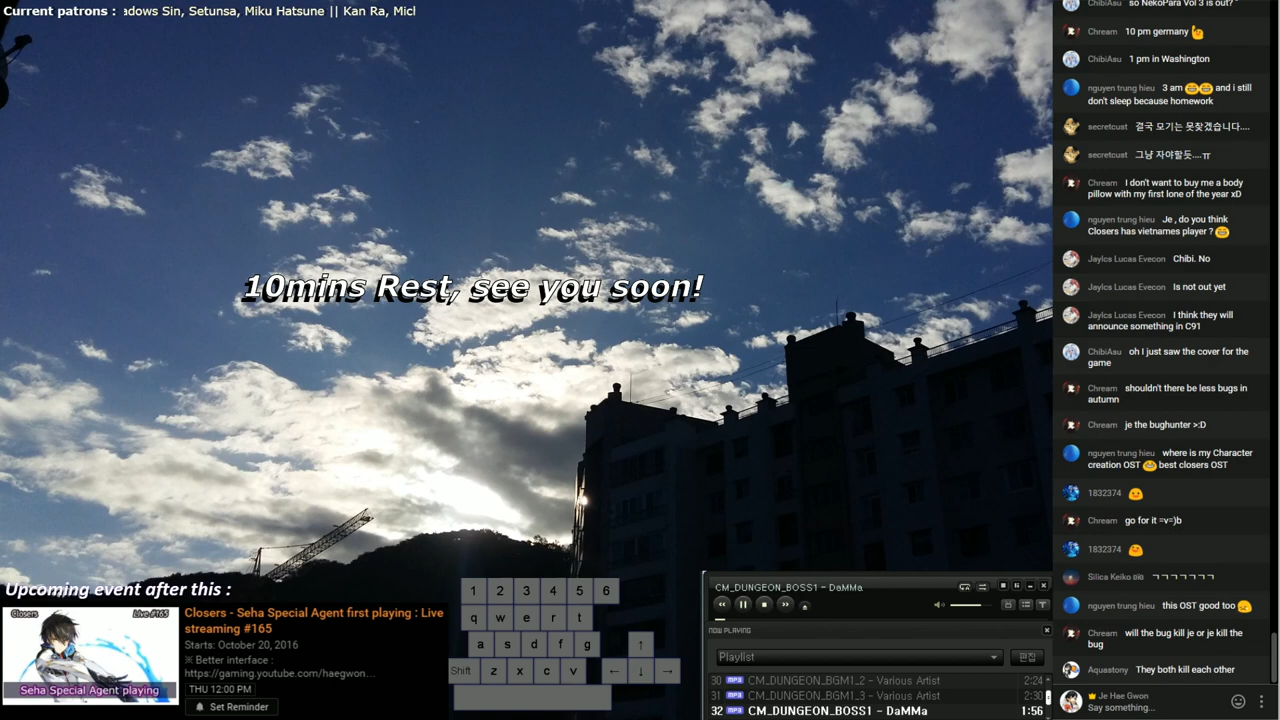 Current patrons : adows Sin, Setunsa, Miku Hatsune || Kan Ra, Micl
10mins Rest, see you soon!
Upcoming event after this :
Closers
Live #165
Seha Special Agent playing
Closers - Seha Special Agent first playing : Live
streaming #165
Starts: October 20, 2016
※ Better interface :
https://gaming.youtube.com/haegwon...
THU 12:00 PM
Set Reminder
1 2 3 4 5 6
q w e r t
a s d f g ↑
Shift z x c v ← ↓ →
CM_DUNGEON_BOSS1 - DaMMa
NOW PLAYING
Playlist
편집
30 MP3 CM_DUNGEON_BGM1_2 - Various Artist 2:24
31 MP3 CM_DUNGEON_BGM1_3 - Various Artist 2:30
32 MP3 CM_DUNGEON_BOSS1 - DaMMa 1:56
ChibiAsu so NekoPara Vol 3 is out?
Chream 10 pm germany
ChibiAsu 1 pm in Washington
nguyen trung hieu 3 am and i still
don't sleep because homework
secretcust 결국 모기는 못찾겠습니다....
secretcust 그냥 자야할듯....ㅠ
Chream I don't want to buy me a body
pillow with my first lone of the year xD
nguyen trung hieu Je , do you think
Closers has vietnames player ?
Jaylcs Lucas Evecon Chibi. No
Jaylcs Lucas Evecon Is not out yet
Jaylcs Lucas Evecon I think they will
announce something in C91
ChibiAsu oh I just saw the cover for the
game
Chream shouldn't there be less bugs in
autumn
Chream je the bughunter >:D
nguyen trung hieu where is my Character
creation OST best closers OST
1832374
Chream go for it =v=)b
1832374
Silica Keiko ㄱㄱㄱㄱㄱㄱㄱ
nguyen trung hieu this OST good too
Chream will the bug kill je or je kill the
bug
Aquastony They both kill each other
Je Hae Gwon
Say something...